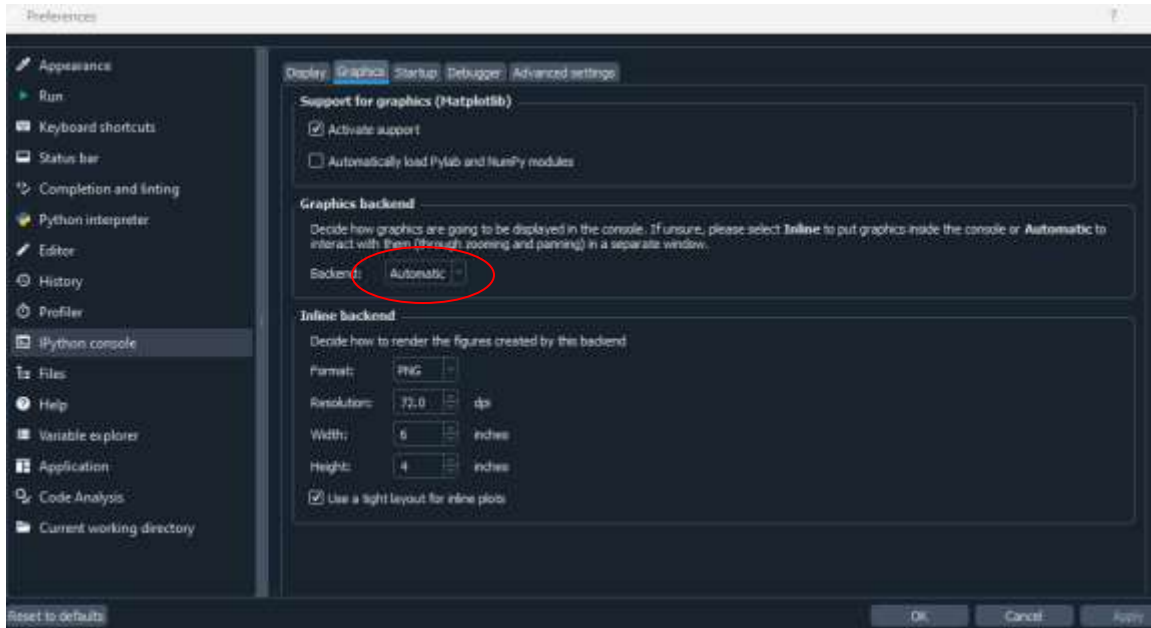 Preferences
?
Appearance
Run
Keyboard shortcuts
Status bar
Completion and linting
Python interpreter
Editor
History
Profiler
IPython console
Files
Help
Variable explorer
Application
Code Analysis
Current working directory
Display Graphics Startup Debugger Advanced settings
Support for graphics (Matplotlib)
Activate support
Automatically load Pylab and NumPy modules
Graphics backend
Decide how graphics are going to be displayed in the console. If unsure, please select Inline to put graphics inside the console or Automatic to
interact with them (through zooming and panning) in a separate window.
Backend: Automatic
Inline backend
Decide how to render the figures created by this backend
Format: PNG
Resolution: 72.0 dpi
Width: 6 inches
Height: 4 inches
Use a tight layout for inline plots
Reset to defaults
OK Cancel Apply